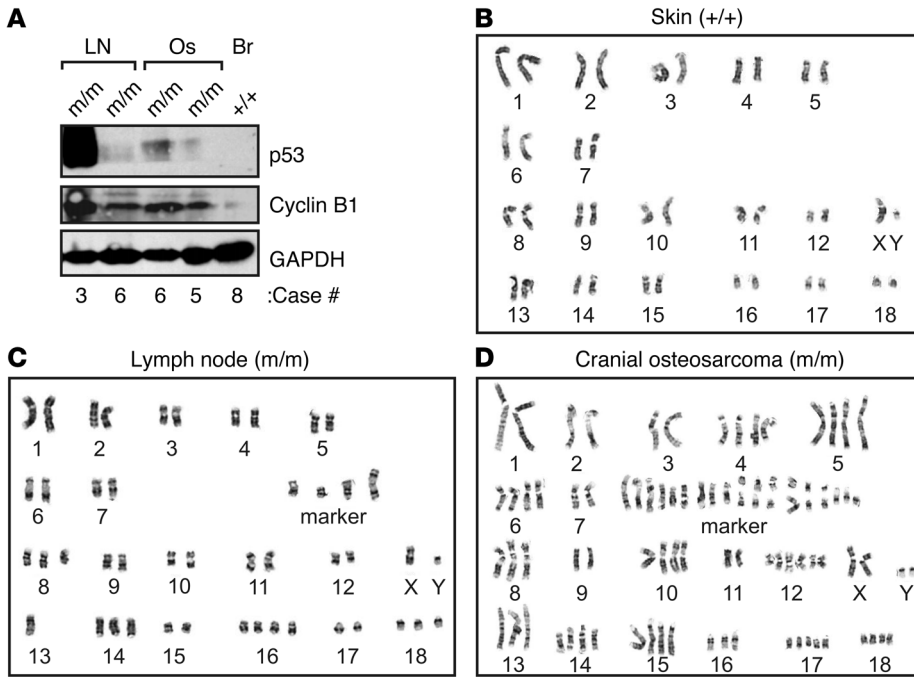 A
LN Os Br
m/m m/m m/m m/m +/+
p53
Cyclin B1
GAPDH
3 6 6 5 8 :Case #
B Skin (+/+)
1 2 3 4 5
6 7
8 9 10 11 12 X Y
13 14 15 16 17 18
C Lymph node (m/m)
1 2 3 4 5
6 7 marker
8 9 10 11 12 X Y
13 14 15 16 17 18
D Cranial osteosarcoma (m/m)
1 2 3 4 5
6 7 marker
8 9 10 11 12 X Y
13 14 15 16 17 18